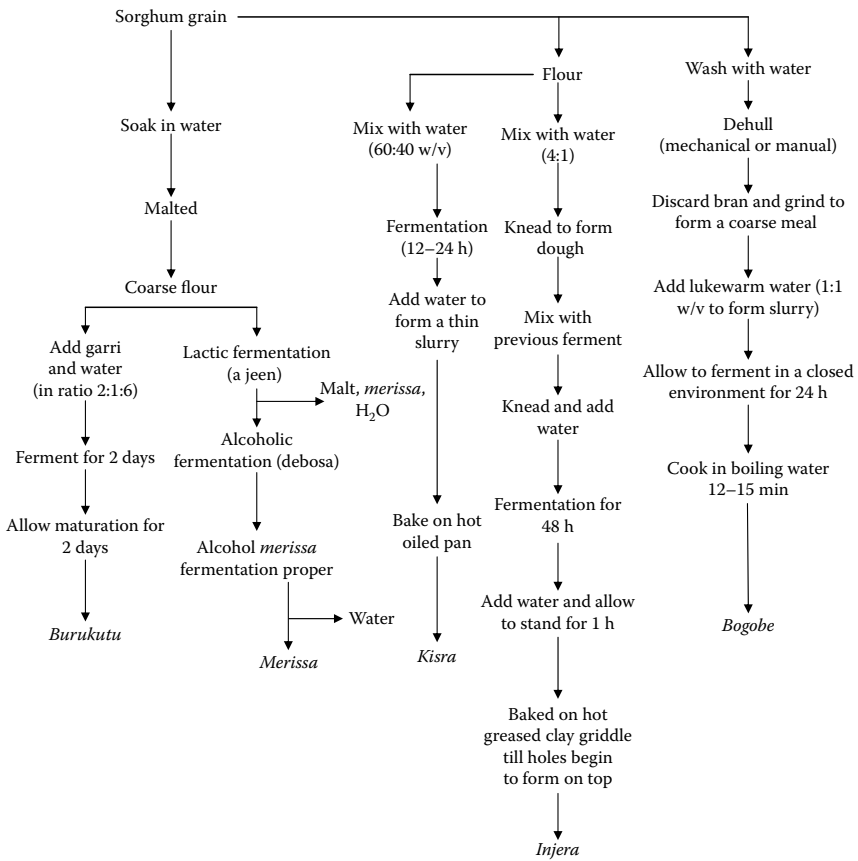 Sorghum grain
Soak in water
Malted
Coarse flour
Add garri
and water
(in ratio 2:1:6)
Ferment for 2 days
Allow maturation for
2 days
Burukutu
Lactic fermentation
(a jeen)
Malt, merissa,
H₂O
Alcoholic
fermentation (debosa)
Alcohol merissa
fermentation proper
Water
Merissa
Flour
Mix with water
(60:40 w/v)
Fermentation
(12–24 h)
Add water to
form a thin
slurry
Bake on hot
oiled pan
Kisra
Mix with water
(4:1)
Knead to form
dough
Mix with
previous ferment
Knead and add
water
Fermentation for
48 h
Add water and allow
to stand for 1 h
Baked on hot
greased clay griddle
till holes begin
to form on top
Injera
Wash with water
Dehull
(mechanical or manual)
Discard bran and grind to
form a coarse meal
Add lukewarm water (1:1
w/v to form slurry)
Allow to ferment in a closed
environment for 24 h
Cook in boiling water
12–15 min
Bogobe